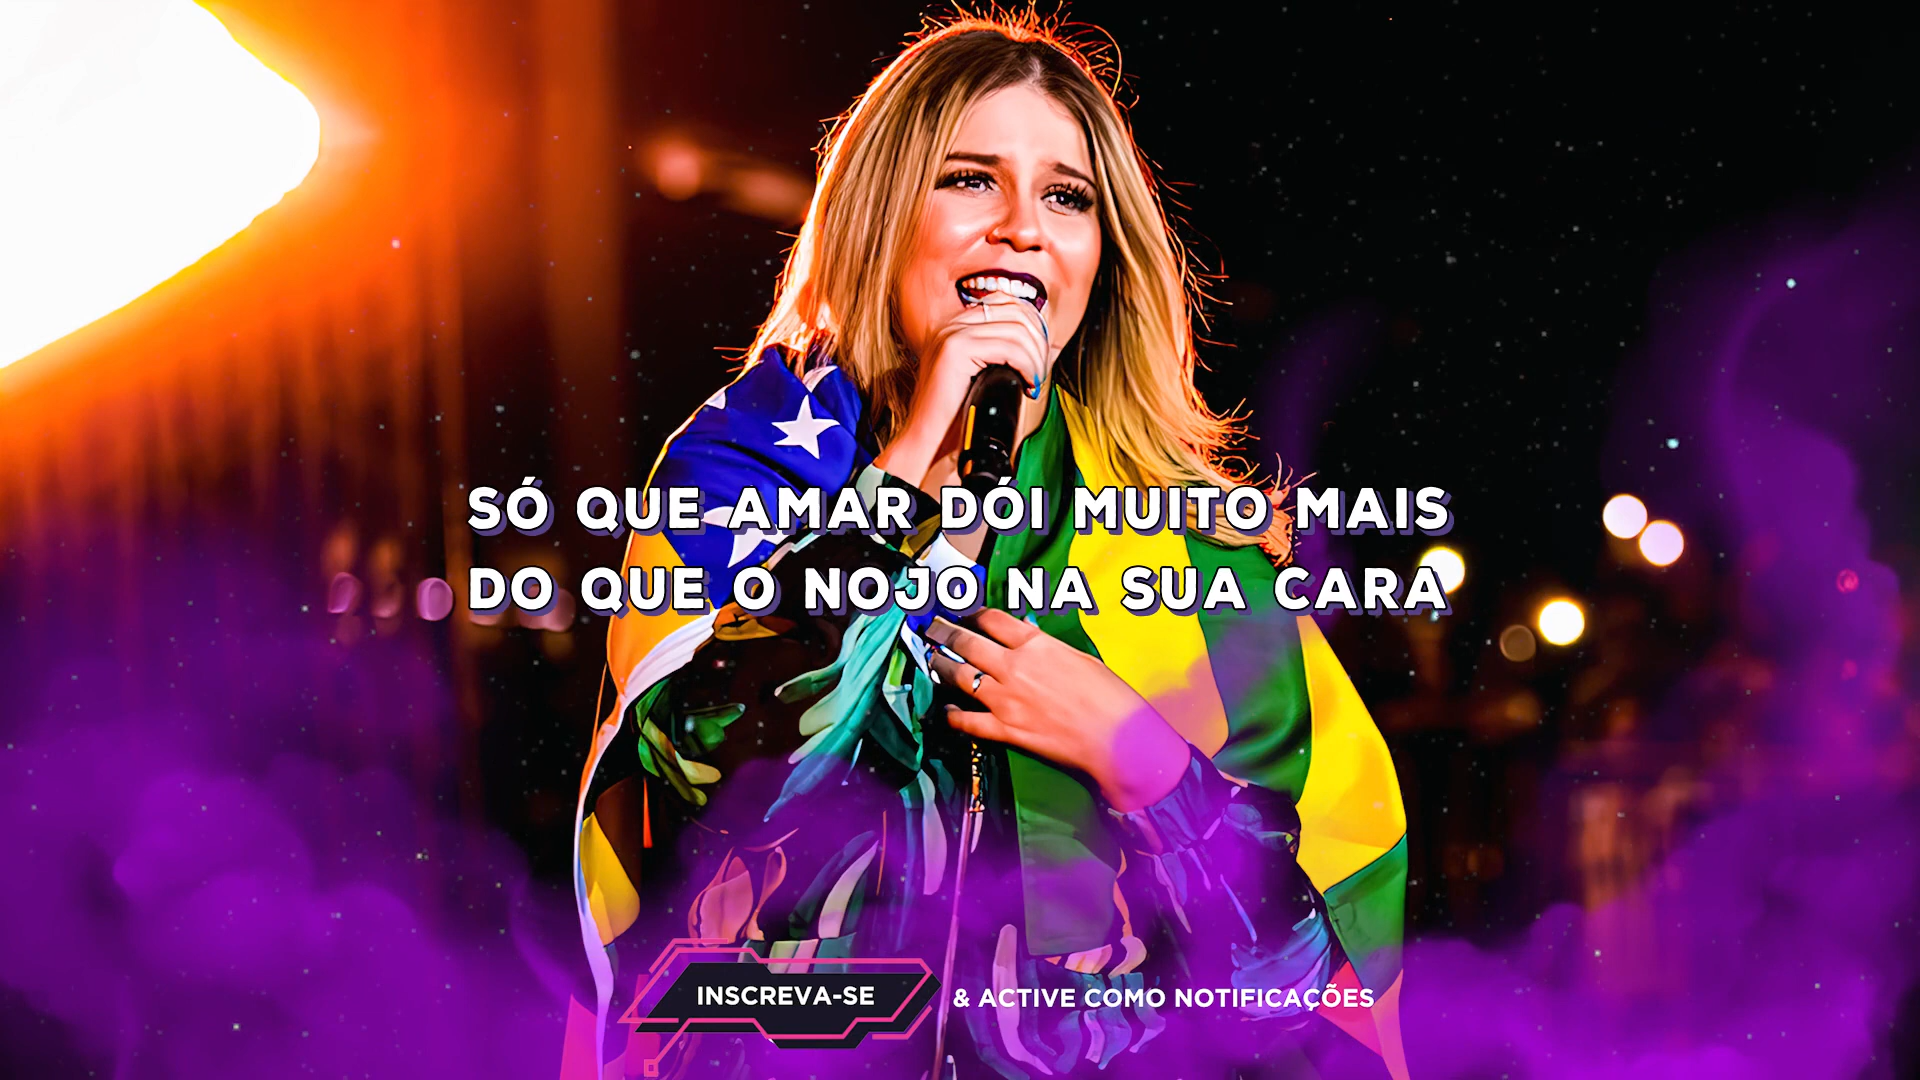 SÓ QUE AMAR DÓI MUITO MAIS
DO QUE O NOJO NA SUA CARA
INSCREVA-SE & ACTIVE COMO NOTIFICAÇÕES